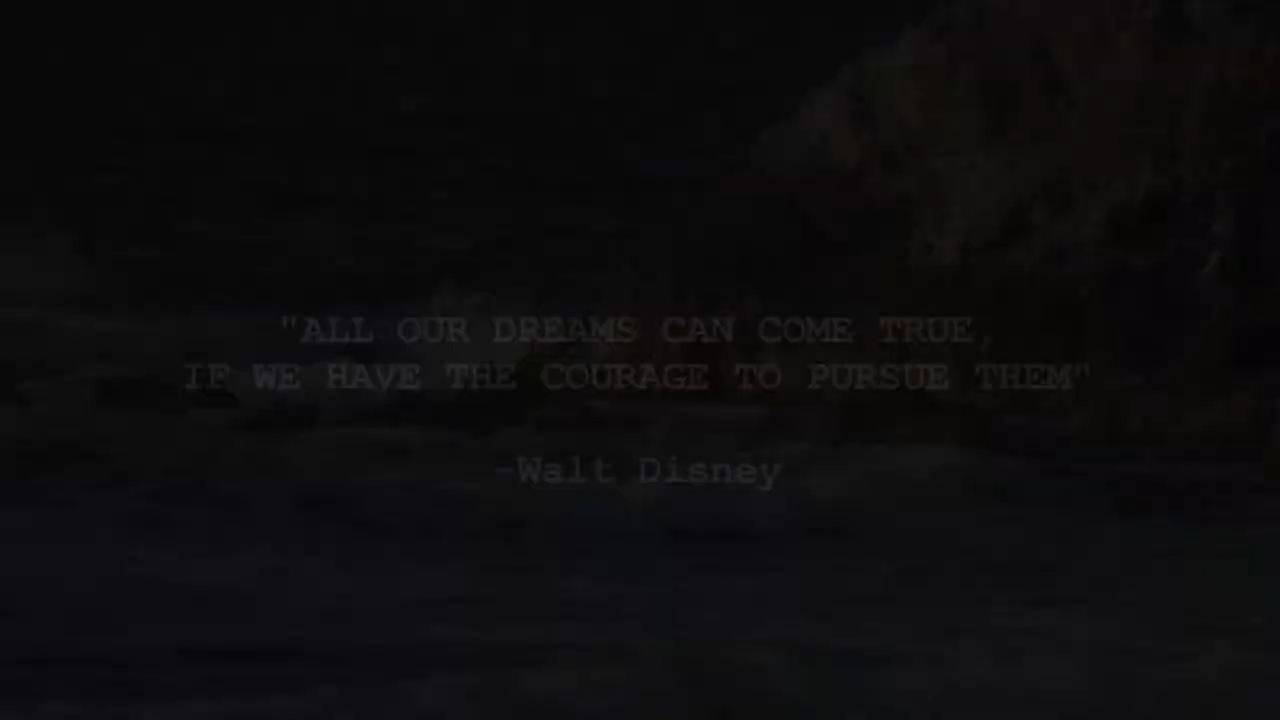 "ALL OUR DREAMS CAN COME TRUE,
IF WE HAVE THE COURAGE TO PURSUE THEM"
-Walt Disney